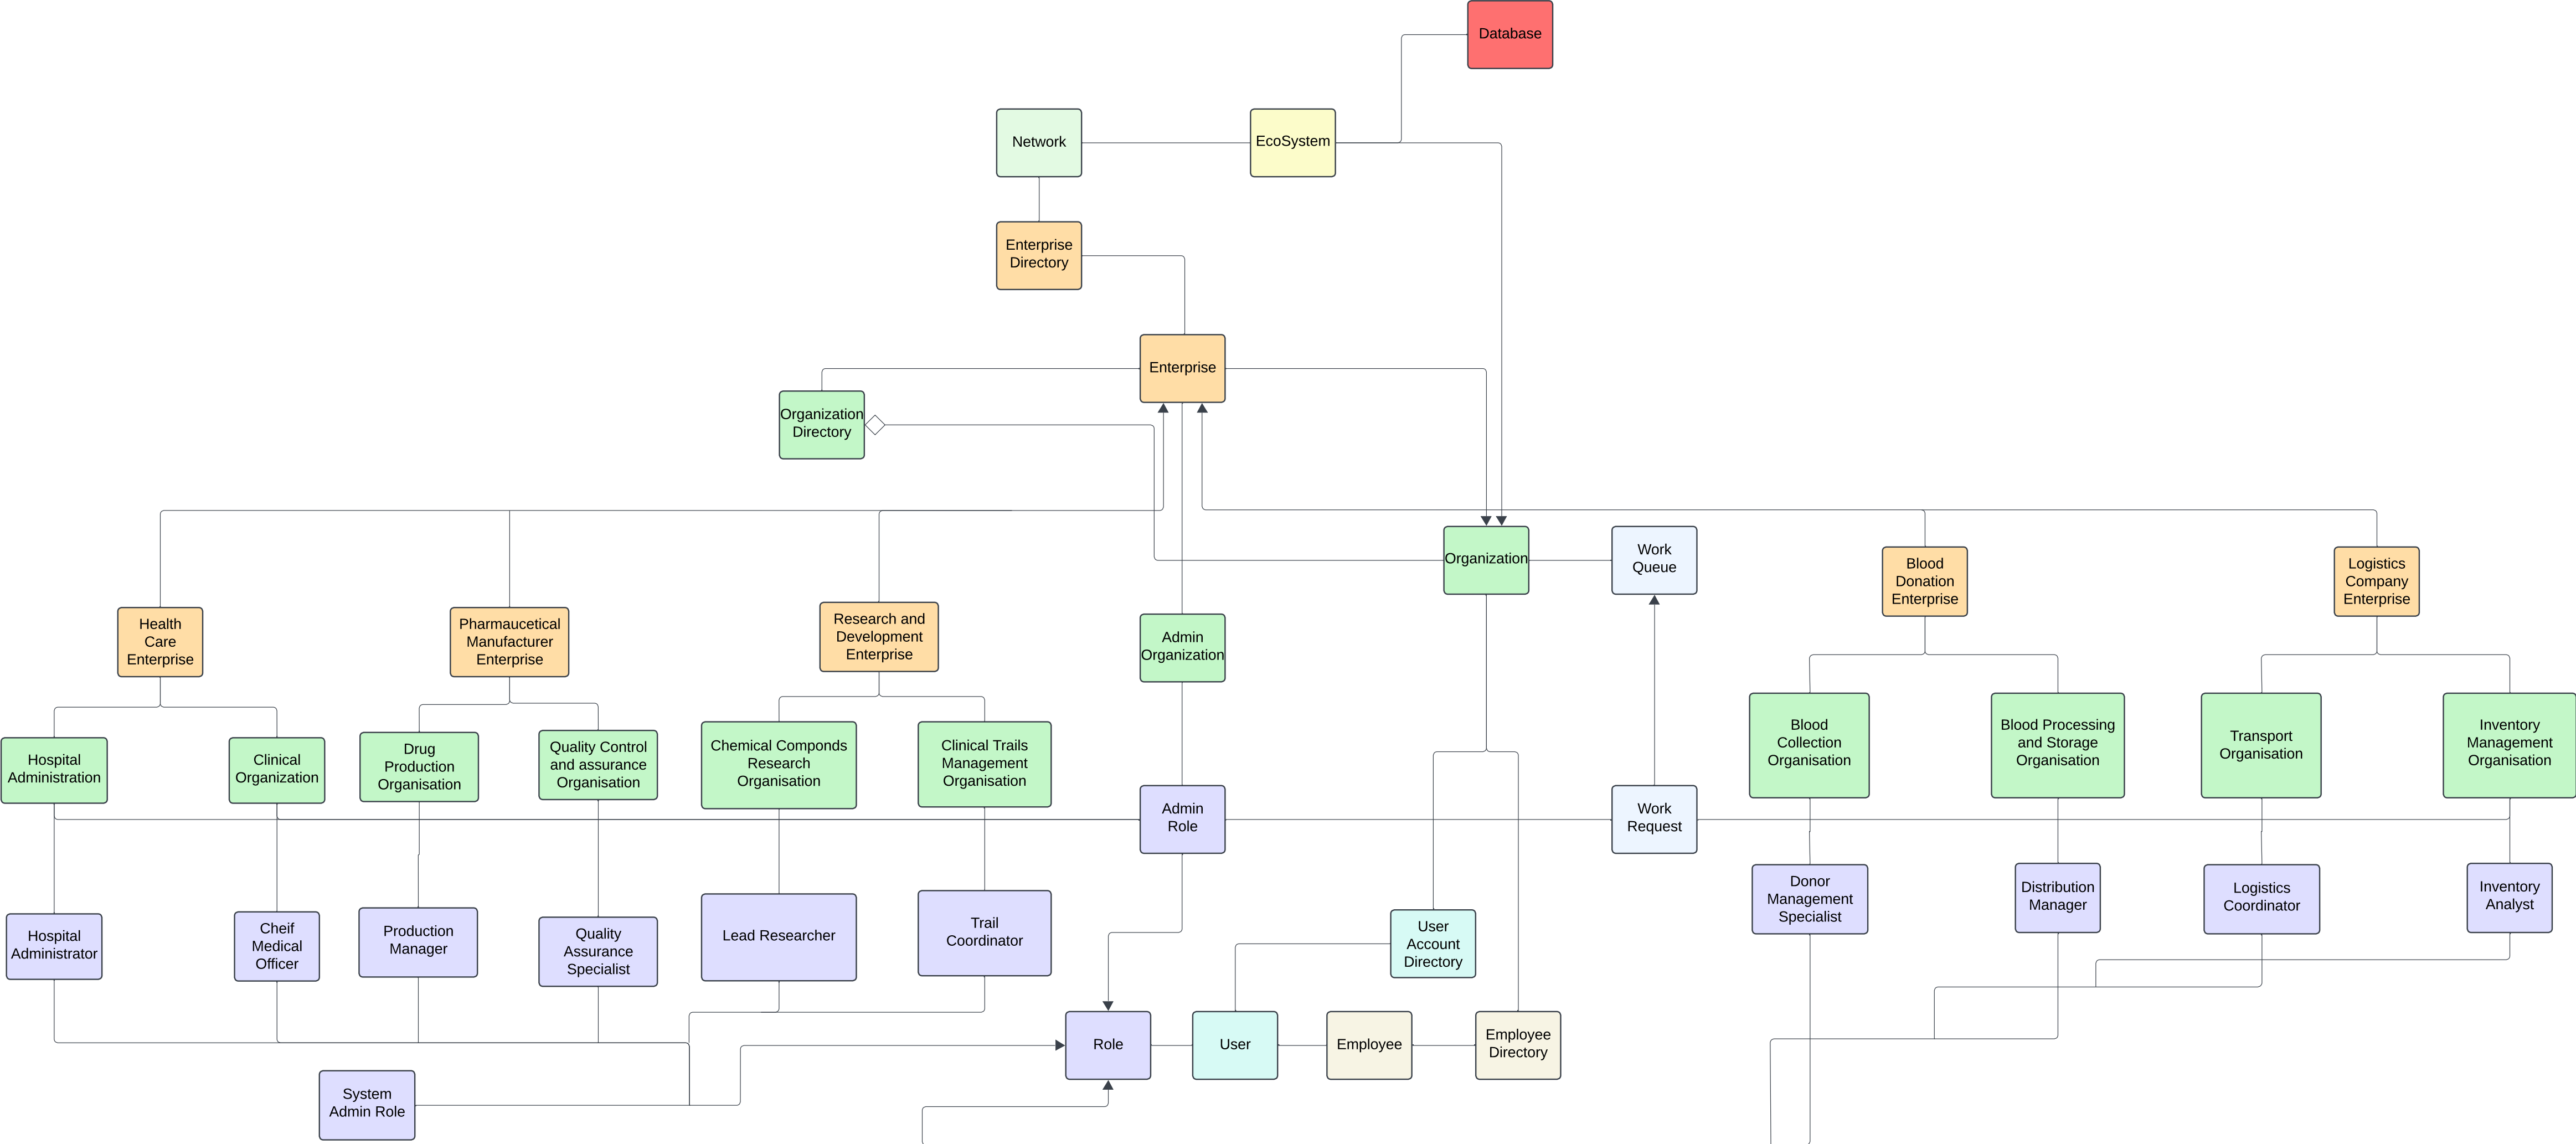 Database
Network
EcoSystem
Enterprise
Directory
Enterprise
Organization
Directory
Organization
Work
Queue
Blood
Donation
Enterprise
Logistics
Company
Enterprise
Health
Care
Enterprise
Pharmaucetical
Manufacturer
Enterprise
Research and
Development
Enterprise
Admin
Organization
Hospital
Administration
Clinical
Organization
Drug
Production
Organisation
Quality Control
and assurance
Organisation
Chemical Componds
Research
Organisation
Clinical Trails
Management
Organisation
Blood
Collection
Organisation
Blood Processing
and Storage
Organisation
Transport
Organisation
Inventory
Management
Organisation
Admin
Role
Work
Request
Hospital
Administrator
Cheif
Medical
Officer
Production
Manager
Quality
Assurance
Specialist
Lead Researcher
Trail
Coordinator
User
Account
Directory
Donor
Management
Specialist
Distribution
Manager
Logistics
Coordinator
Inventory
Analyst
Role
User
Employee
Employee
Directory
System
Admin Role